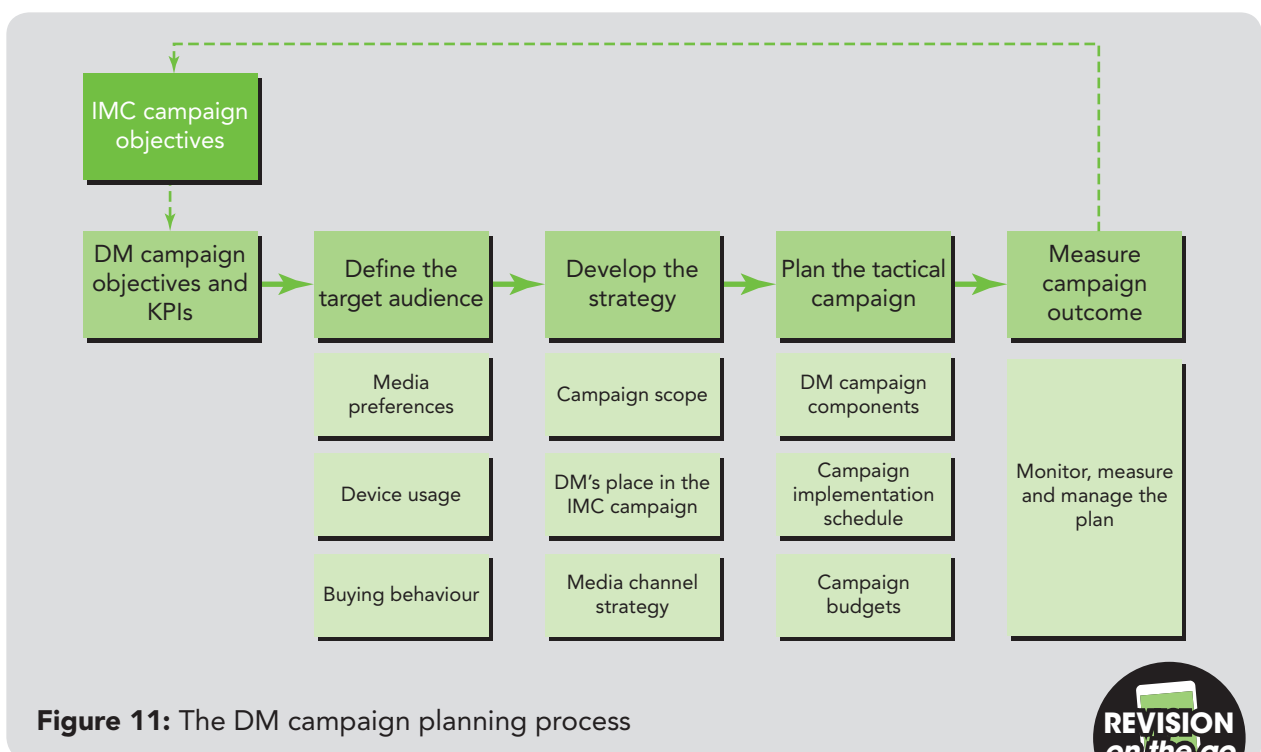 IMC campaign
objectives
DM campaign
objectives and
KPIs
Define the
target audience
Develop the
strategy
Plan the tactical
campaign
Measure
campaign
outcome
Media
preferences
Campaign scope
DM campaign
components
Device usage
DM's place in the
IMC campaign
Campaign
implementation
schedule
Monitor, measure
and manage the
plan
Buying behaviour
Media channel
strategy
Campaign
budgets
Figure 11: The DM campaign planning process
REVISION
on the go